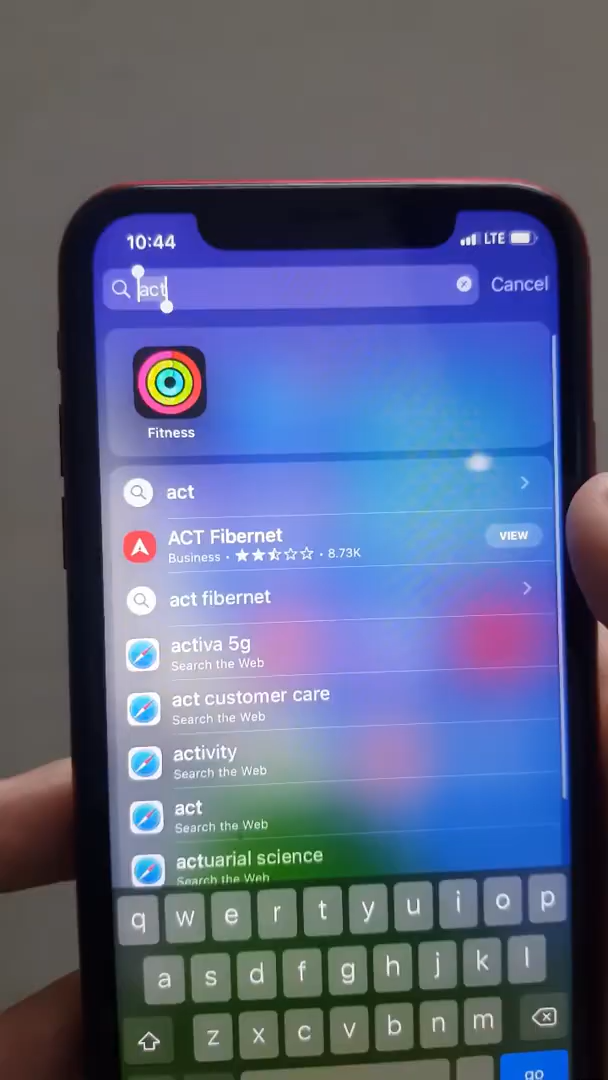 10:44
LTE
act
Cancel
Fitness
act
ACT Fibernet
Business · ★★⯪☆☆ · 8.73K
VIEW
act fibernet
activa 5g
Search the Web
act customer care
Search the Web
activity
Search the Web
act
Search the Web
actuarial science
Search the Web
q w e r t y u i o p
a s d f g h j k l
z x c v b n m
go